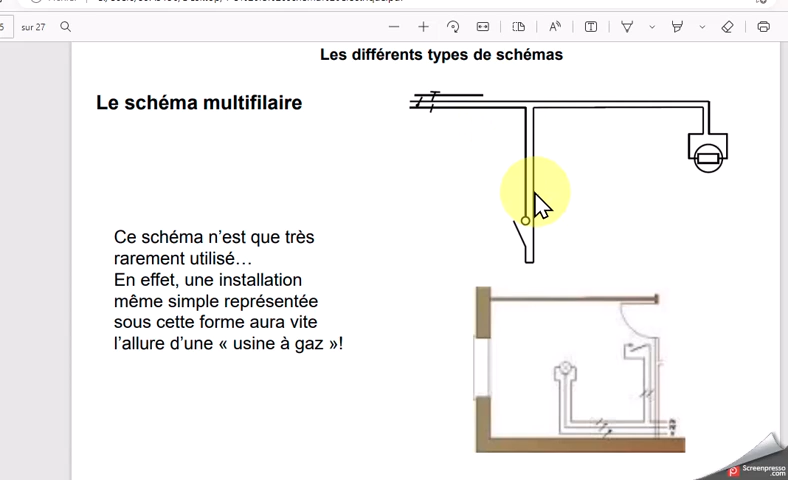 sur 27
Les différents types de schémas
Le schéma multifilaire
Ce schéma n'est que très
rarement utilisé…
En effet, une installation
même simple représentée
sous cette forme aura vite
l'allure d'une « usine à gaz »!
Screenpresso